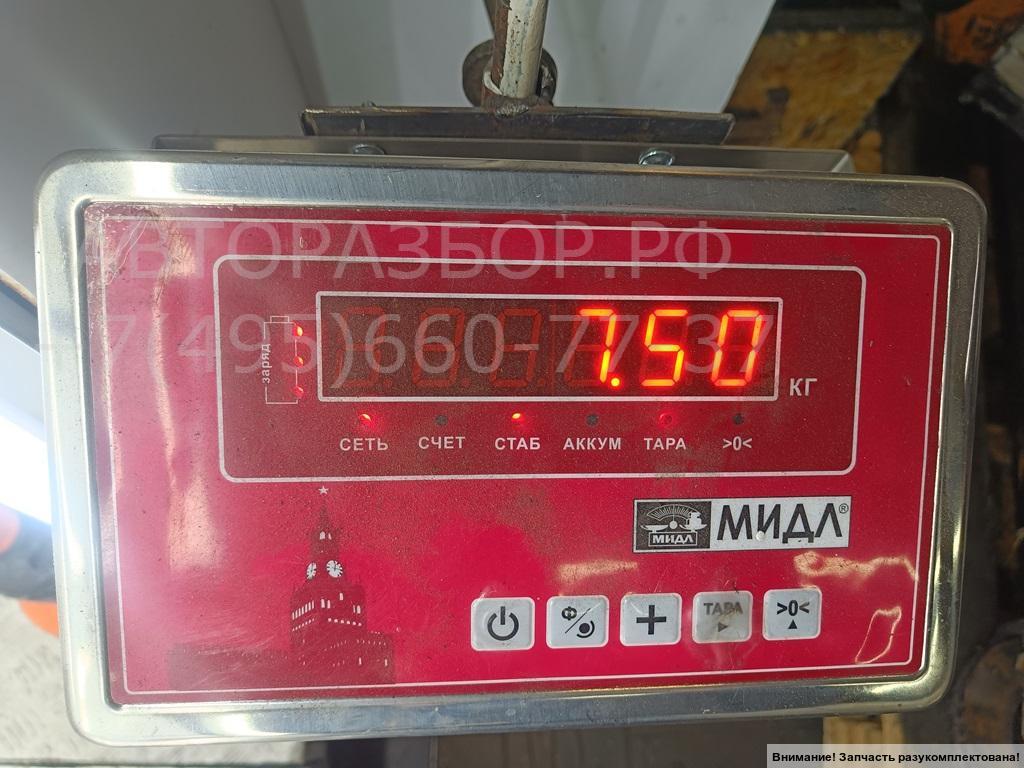 АВТОРАЗБОР.РФ
+7(495)660-77-37
заряд
7.50
КГ
СЕТЬ СЧЕТ СТАБ АККУМ ТАРА >0<
МИДЛ МИДЛ®
ТАРА >0<
Внимание! Запчасть разукомплектована!